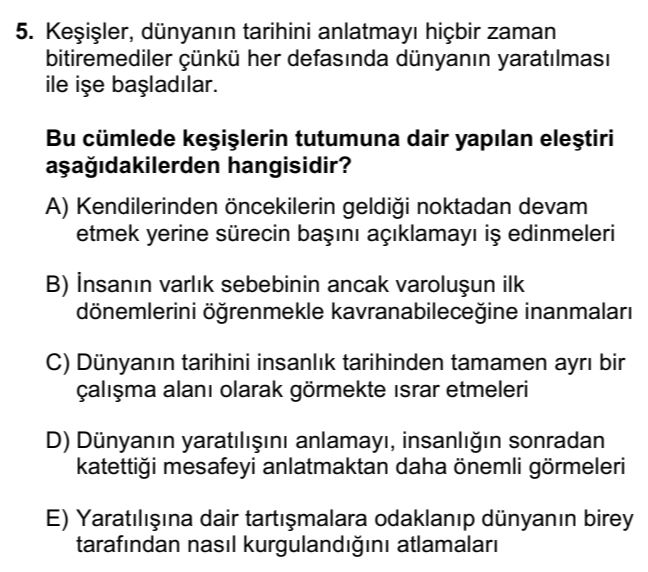 5. Keşişler, dünyanın tarihini anlatmayı hiçbir zaman
bitiremediler çünkü her defasında dünyanın yaratılması
ile işe başladılar.
Bu cümlede keşişlerin tutumuna dair yapılan eleştiri
aşağıdakilerden hangisidir?
A) Kendilerinden öncekilerin geldiği noktadan devam
etmek yerine sürecin başını açıklamayı iş edinmeleri
B) İnsanın varlık sebebinin ancak varoluşun ilk
dönemlerini öğrenmekle kavranabileceğine inanmaları
C) Dünyanın tarihini insanlık tarihinden tamamen ayrı bir
çalışma alanı olarak görmekte ısrar etmeleri
D) Dünyanın yaratılışını anlamayı, insanlığın sonradan
katettiği mesafeyi anlatmaktan daha önemli görmeleri
E) Yaratılışına dair tartışmalara odaklanıp dünyanın birey
tarafından nasıl kurgulandığını atlamaları